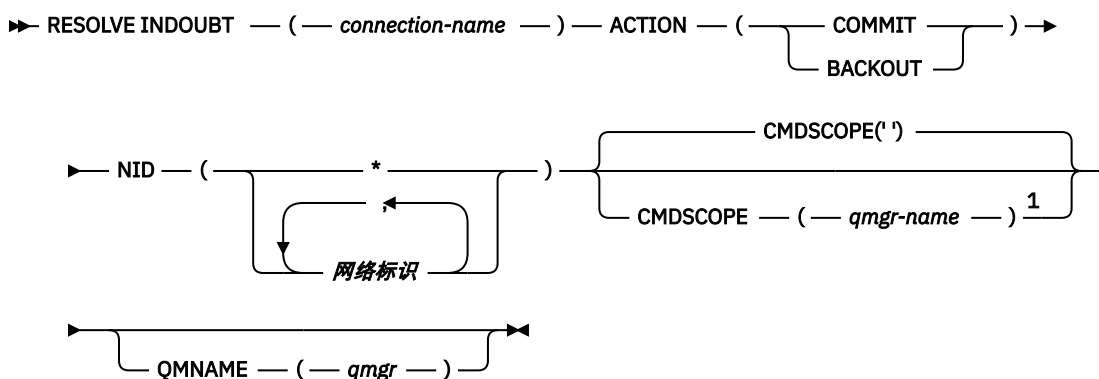 RESOLVE INDOUBT ( connection-name ) ACTION ( COMMIT )
BACKOUT
CMDSCOPE(' ')
NID ( * )
,
CMDSCOPE ( qmgr-name ) 1
网络标识
QMNAME ( qmgr )